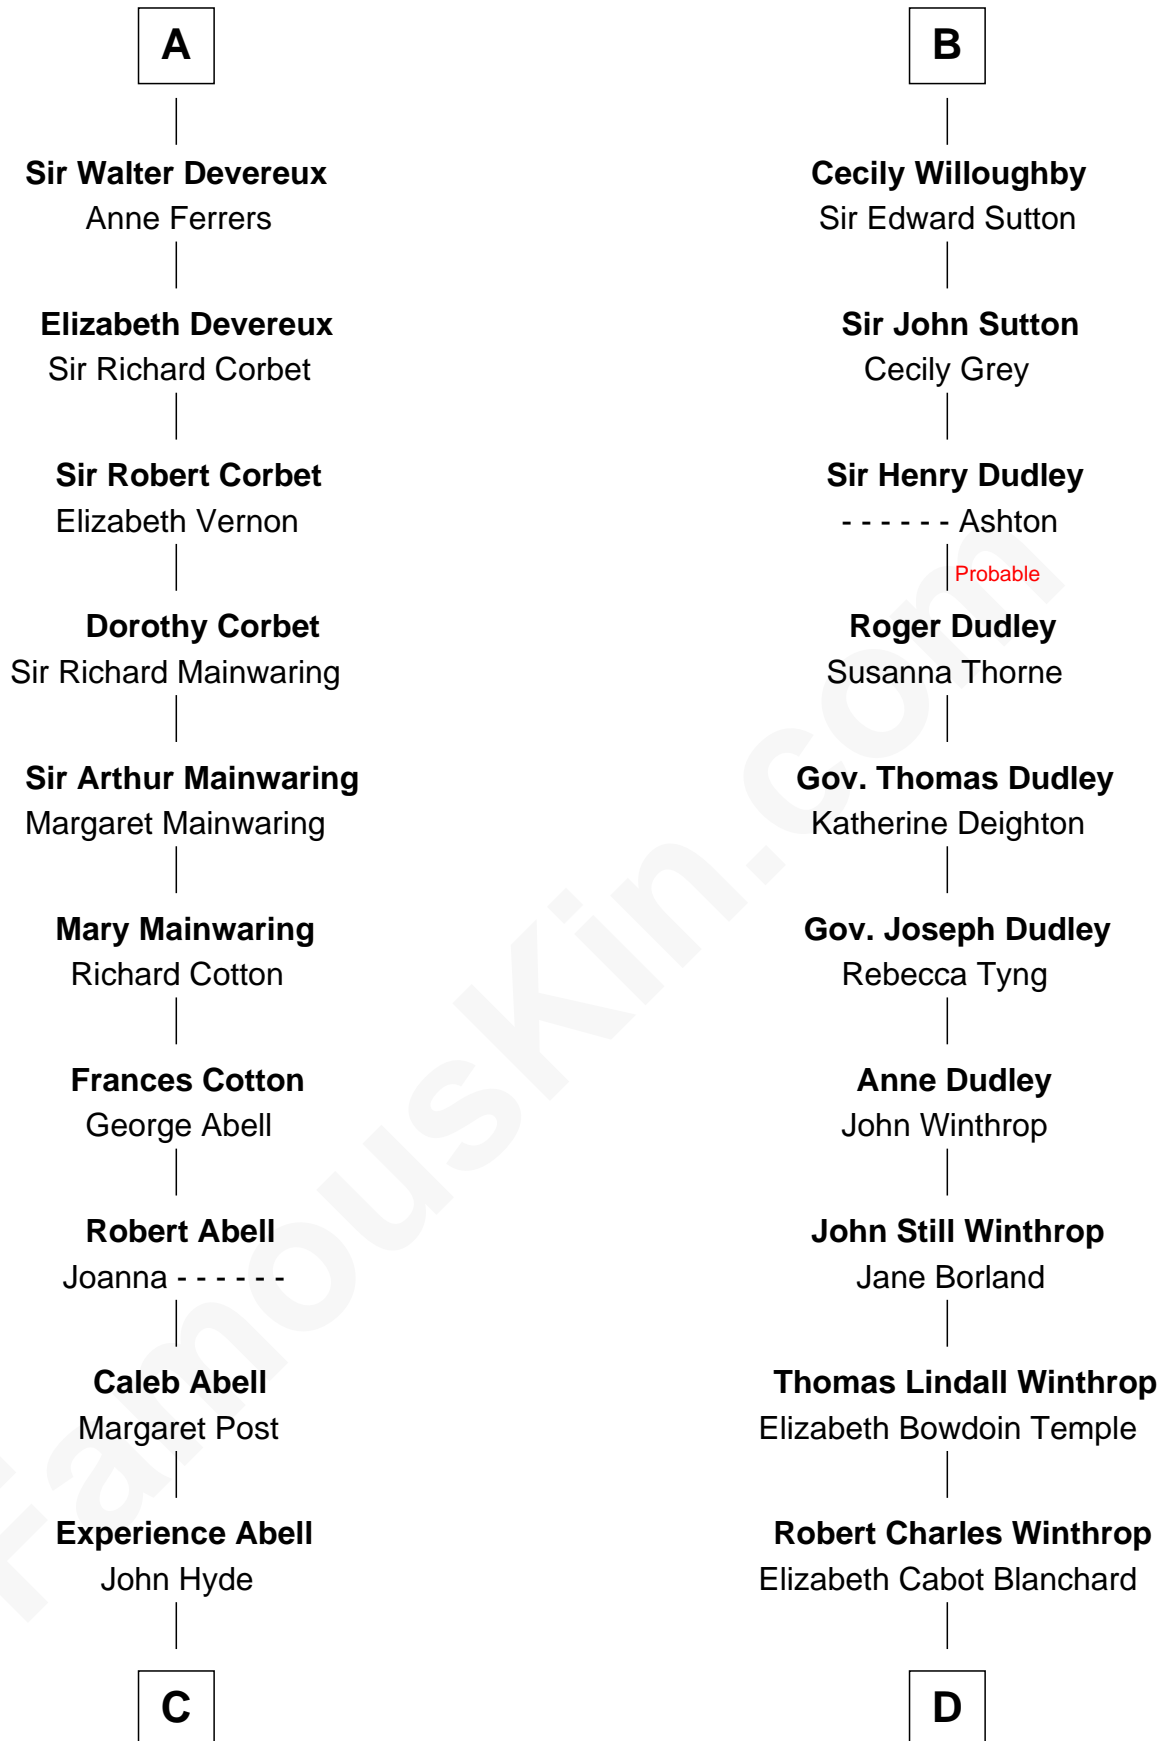 A
Sir Walter Devereux
Anne Ferrers
Elizabeth Devereux
Sir Richard Corbet
Sir Robert Corbet
Elizabeth Vernon
Dorothy Corbet
Sir Richard Mainwaring
Sir Arthur Mainwaring
Margaret Mainwaring
Mary Mainwaring
Richard Cotton
Frances Cotton
George Abell
Robert Abell
Joanna - - - - - -
Caleb Abell
Margaret Post
Experience Abell
John Hyde
C
B
Cecily Willoughby
Sir Edward Sutton
Sir John Sutton
Cecily Grey
Sir Henry Dudley
- - - - - - Ashton
Probable
Roger Dudley
Susanna Thorne
Gov. Thomas Dudley
Katherine Deighton
Gov. Joseph Dudley
Rebecca Tyng
Anne Dudley
John Winthrop
John Still Winthrop
Jane Borland
Thomas Lindall Winthrop
Elizabeth Bowdoin Temple
Robert Charles Winthrop
Elizabeth Cabot Blanchard
D
FamousKin.com